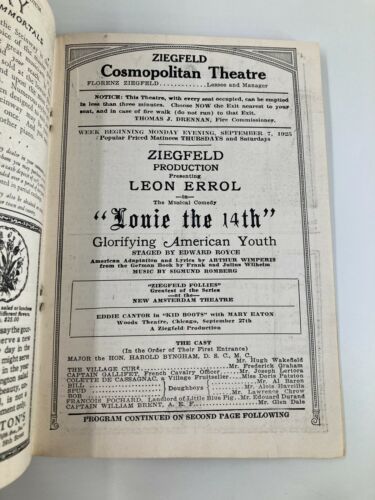 ZIEGFELD
Cosmopolitan Theatre
FLORENZ ZIEGFELD Lessee and Manager
NOTICE: This Theatre, with every seat occupied, can be emptied
in less than three minutes. Choose NOW the Exit nearest to your
seat, and in case of fire walk (do not run) to that Exit.
THOMAS J. DRENNAN, Fire Commissioner.
WEEK BEGINNING MONDAY EVENING, SEPTEMBER 7, 1925
Popular Priced Matinees THURSDAYS and Saturdays
ZIEGFELD
PRODUCTION
Presenting
LEON ERROL
—in—
The Musical Comedy
"Louie the 14th"
Glorifying American Youth
STAGED BY EDWARD ROYCE
American Adaptation and Lyrics by ARTHUR WIMPERIS
from the German Book by Frank and Julius Wilhelm
MUSIC BY SIGMUND ROMBERG
"ZIEGFELD FOLLIES"
Greatest of the Series
—at the—
NEW AMSTERDAM THEATRE
EDDIE CANTOR in "KID BOOTS" with MARY EATON
Woods Theatre, Chicago, September 27th
A Ziegfeld Production
THE CAST
(In the Order of Their First Entrance)
MAJOR the HON. HAROLD BYNGHAM, D. S. C., M. C.,
Mr. Hugh Wakefield
THE VILLAGE CURE Mr. Frederick Graham
CAPTAIN GALLIFET, French Cavalry Officer Mr. Joseph Lertora
COLETTE DE CASSAGNAC, a Village Fruitseller Miss Doris Patston
BILL Mr. Al Baron
SPUD Doughboys Mr. Alois Havrilla
BOB Mr. Lawrence Chrow
FRANCOIS FOCHARD, Landlord of Little Blue Pig Mr. Edouard Durand
CAPTAIN WILLIAM BRENT, A. E. F. Mr. Glen Dale
PROGRAM CONTINUED ON SECOND PAGE FOLLOWING